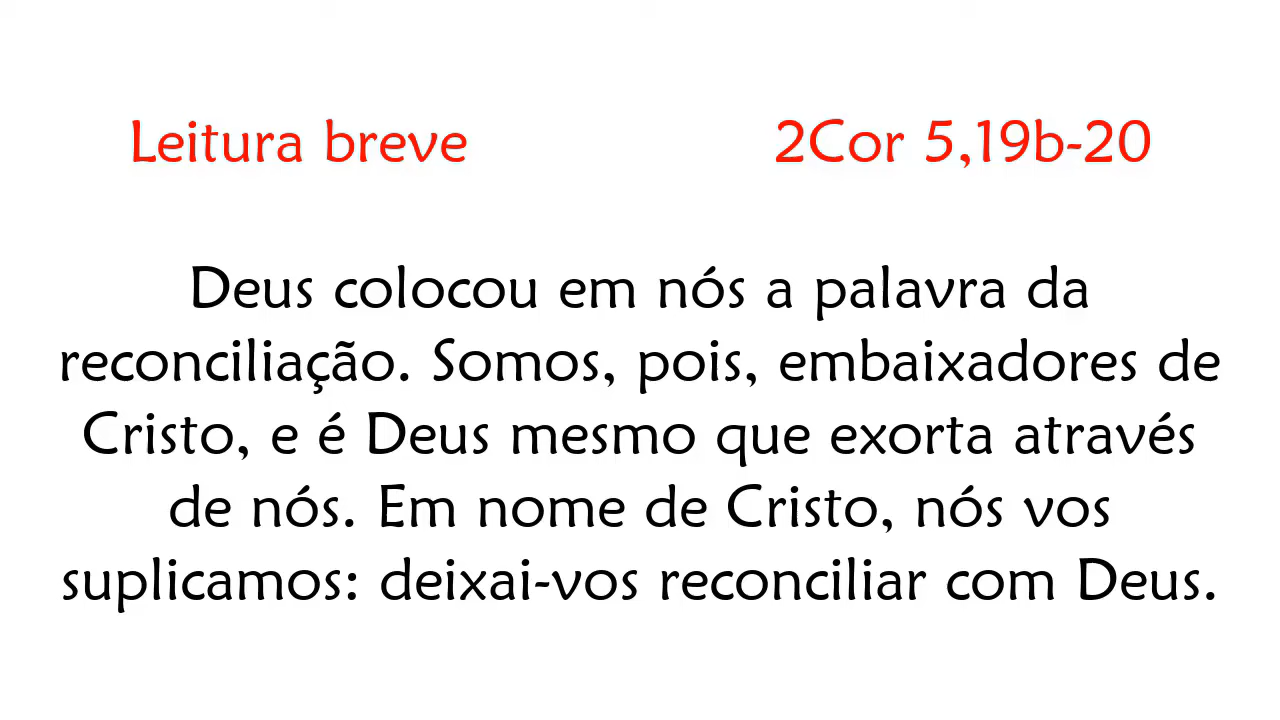 Leitura breve 2Cor 5,19b-20
Deus colocou em nós a palavra da
reconciliação. Somos, pois, embaixadores de
Cristo, e é Deus mesmo que exorta através
de nós. Em nome de Cristo, nós vos
suplicamos: deixai-vos reconciliar com Deus.